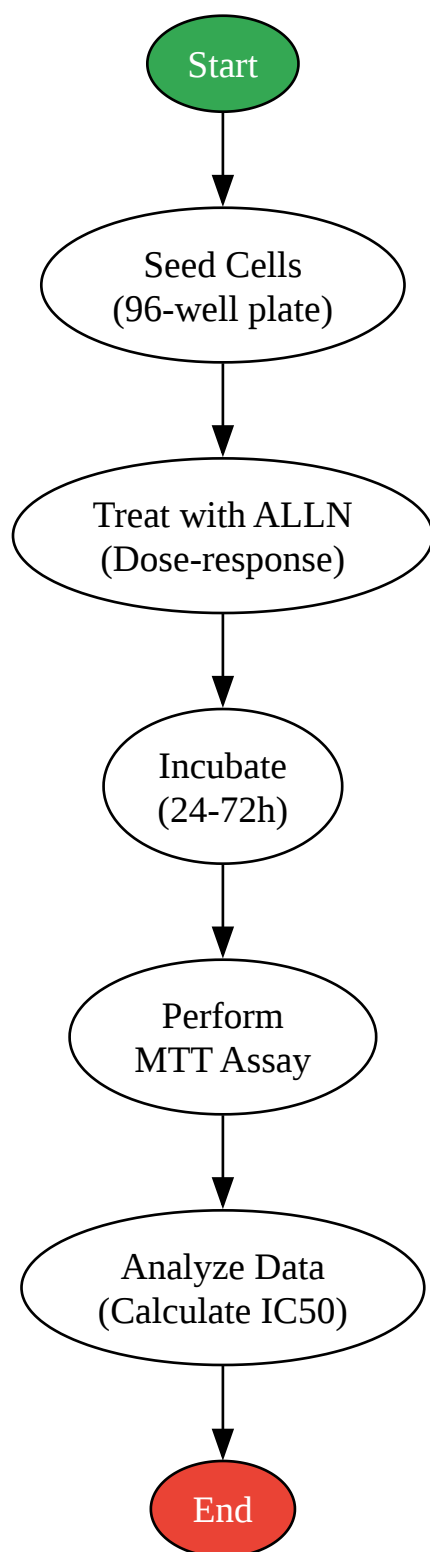 Start
Seed Cells
(96-well plate)
Treat with ALLN
(Dose-response)
Incubate
(24-72h)
Perform
MTT Assay
Analyze Data
(Calculate IC50)
End